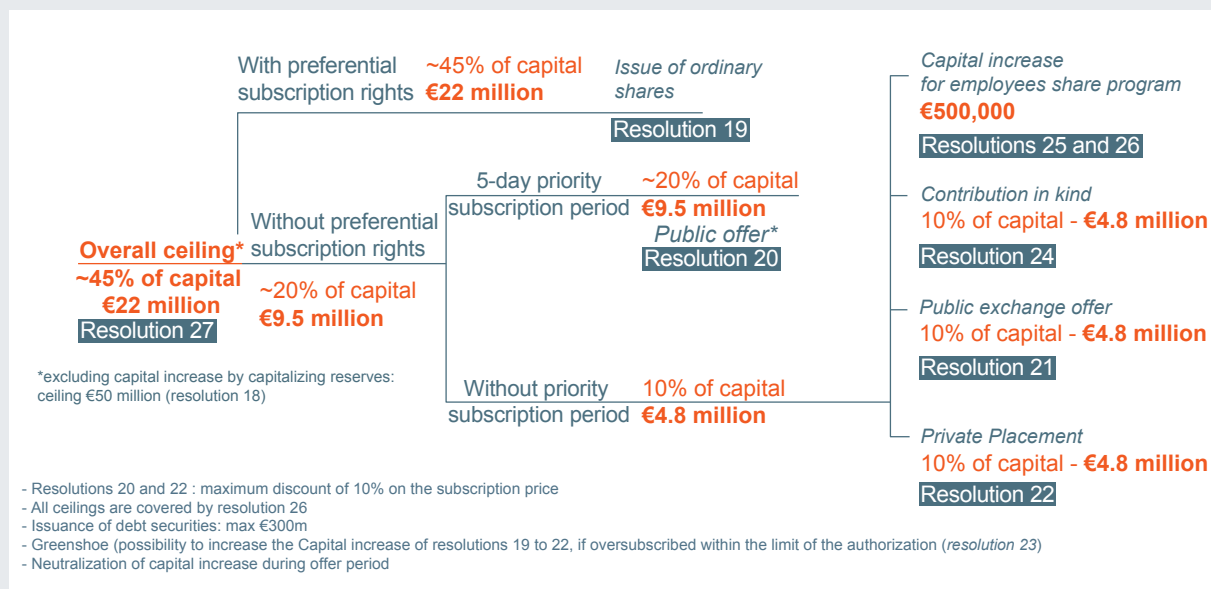 With preferential
subscription rights
~45% of capital
€22 million
Issue of ordinary
shares
Resolution 19
Overall ceiling*
~45% of capital
€22 million
Resolution 27
Without preferential
subscription rights
~20% of capital
€9.5 million
5-day priority
subscription period
~20% of capital
€9.5 million
Public offer*
Resolution 20
Without priority
subscription period
10% of capital
€4.8 million
Capital increase
for employees share program
€500,000
Resolutions 25 and 26
Contribution in kind
10% of capital - €4.8 million
Resolution 24
Public exchange offer
10% of capital - €4.8 million
Resolution 21
Private Placement
10% of capital - €4.8 million
Resolution 22
*excluding capital increase by capitalizing reserves:
ceiling €50 million (resolution 18)
- Resolutions 20 and 22 : maximum discount of 10% on the subscription price
- All ceilings are covered by resolution 26
- Issuance of debt securities: max €300m
- Greenshoe (possibility to increase the Capital increase of resolutions 19 to 22, if oversubscribed within the limit of the authorization (resolution 23)
- Neutralization of capital increase during offer period